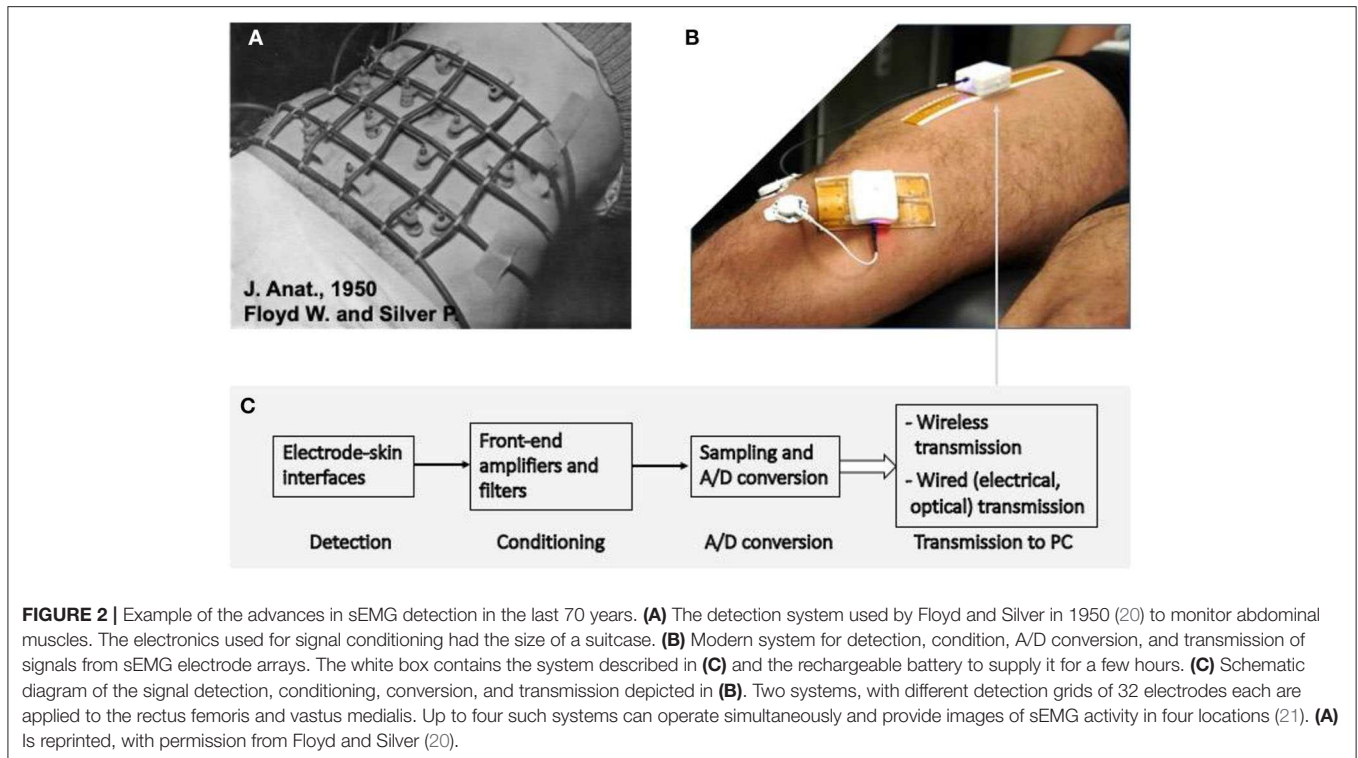 A
B
J. Anat., 1950
Floyd W. and Silver P.
C
Electrode-skin
interfaces
Front-end
amplifiers and
filters
Sampling and
A/D conversion
- Wireless
transmission
- Wired (electrical,
optical) transmission
Detection
Conditioning
A/D conversion
Transmission to PC
FIGURE 2 | Example of the advances in sEMG detection in the last 70 years. (A) The detection system used by Floyd and Silver in 1950 (20) to monitor abdominal
muscles. The electronics used for signal conditioning had the size of a suitcase. (B) Modern system for detection, condition, A/D conversion, and transmission of
signals from sEMG electrode arrays. The white box contains the system described in (C) and the rechargeable battery to supply it for a few hours. (C) Schematic
diagram of the signal detection, conditioning, conversion, and transmission depicted in (B). Two systems, with different detection grids of 32 electrodes each are
applied to the rectus femoris and vastus medialis. Up to four such systems can operate simultaneously and provide images of sEMG activity in four locations (21). (A)
Is reprinted, with permission from Floyd and Silver (20).